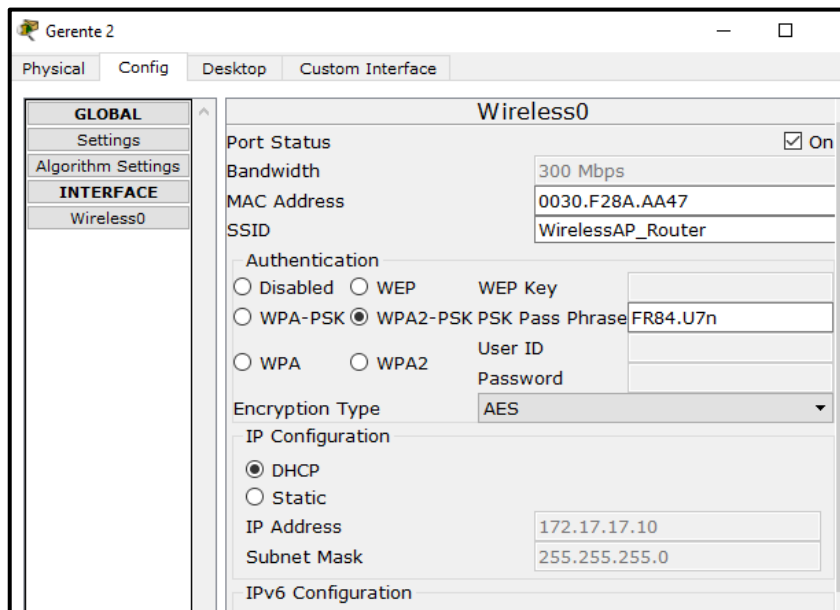 Gerente 2
Physical Config Desktop Custom Interface
GLOBAL
Settings
Algorithm Settings
INTERFACE
Wireless0
Wireless0
Port Status On
Bandwidth 300 Mbps
MAC Address 0030.F28A.AA47
SSID WirelessAP_Router
Authentication
Disabled WEP WEP Key
WPA-PSK WPA2-PSK PSK Pass Phrase FR84.U7n
User ID
WPA WPA2
Password
Encryption Type AES
IP Configuration
DHCP
Static
IP Address 172.17.17.10
Subnet Mask 255.255.255.0
IPv6 Configuration